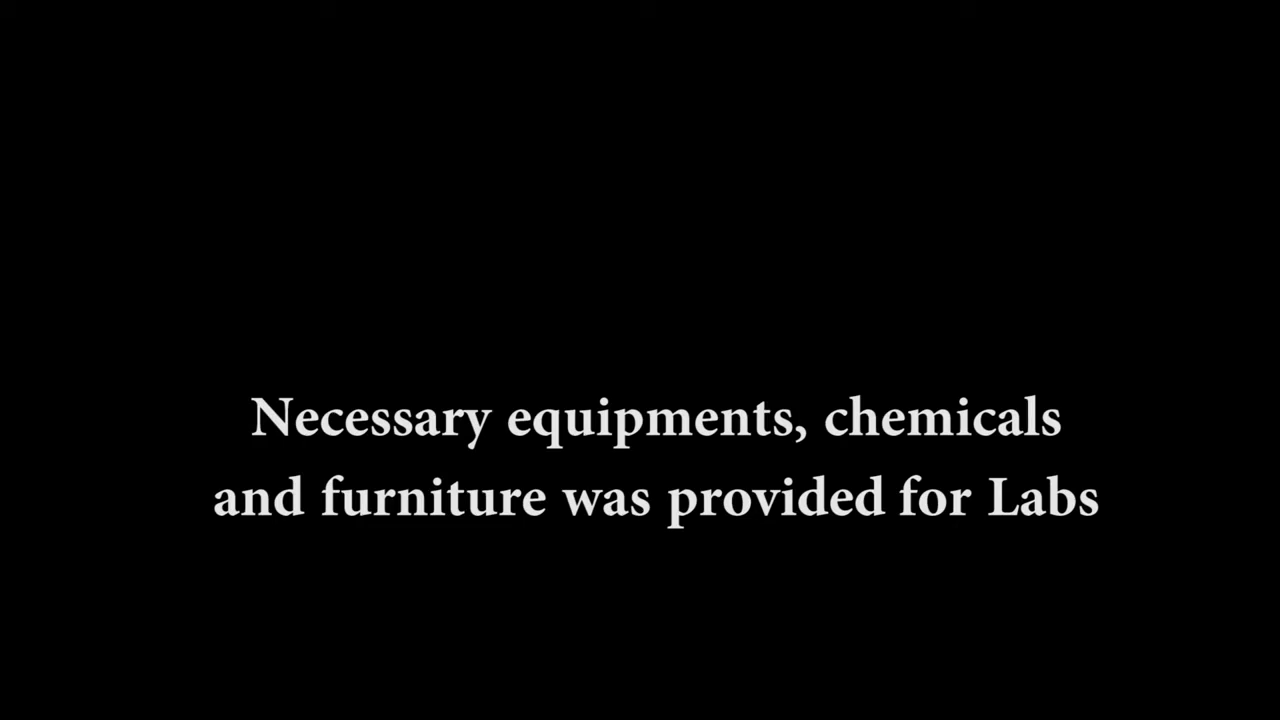 Necessary equipments, chemicals
and furniture was provided for Labs